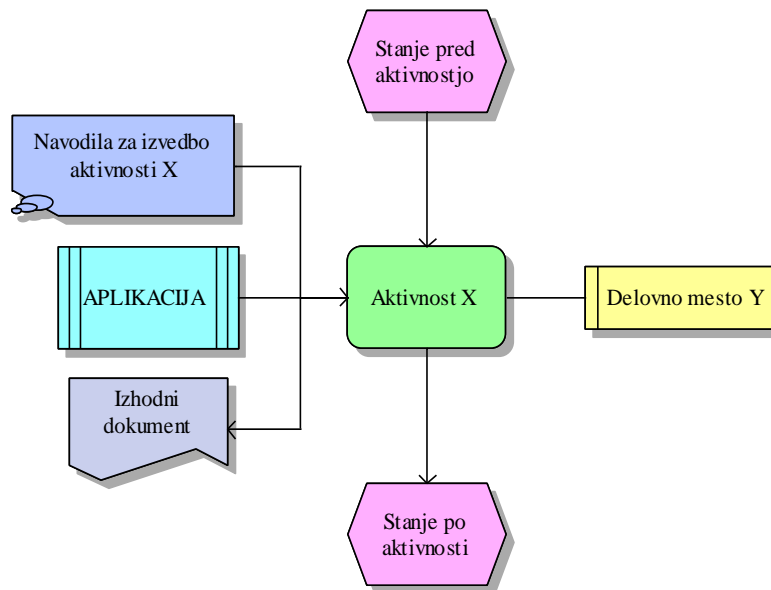 Stanje pred
aktivnostjo
Navodila za izvedbo
aktivnosti X
APLIKACIJA
Aktivnost X
Delovno mesto Y
Izhodni
dokument
Stanje po
aktivnosti